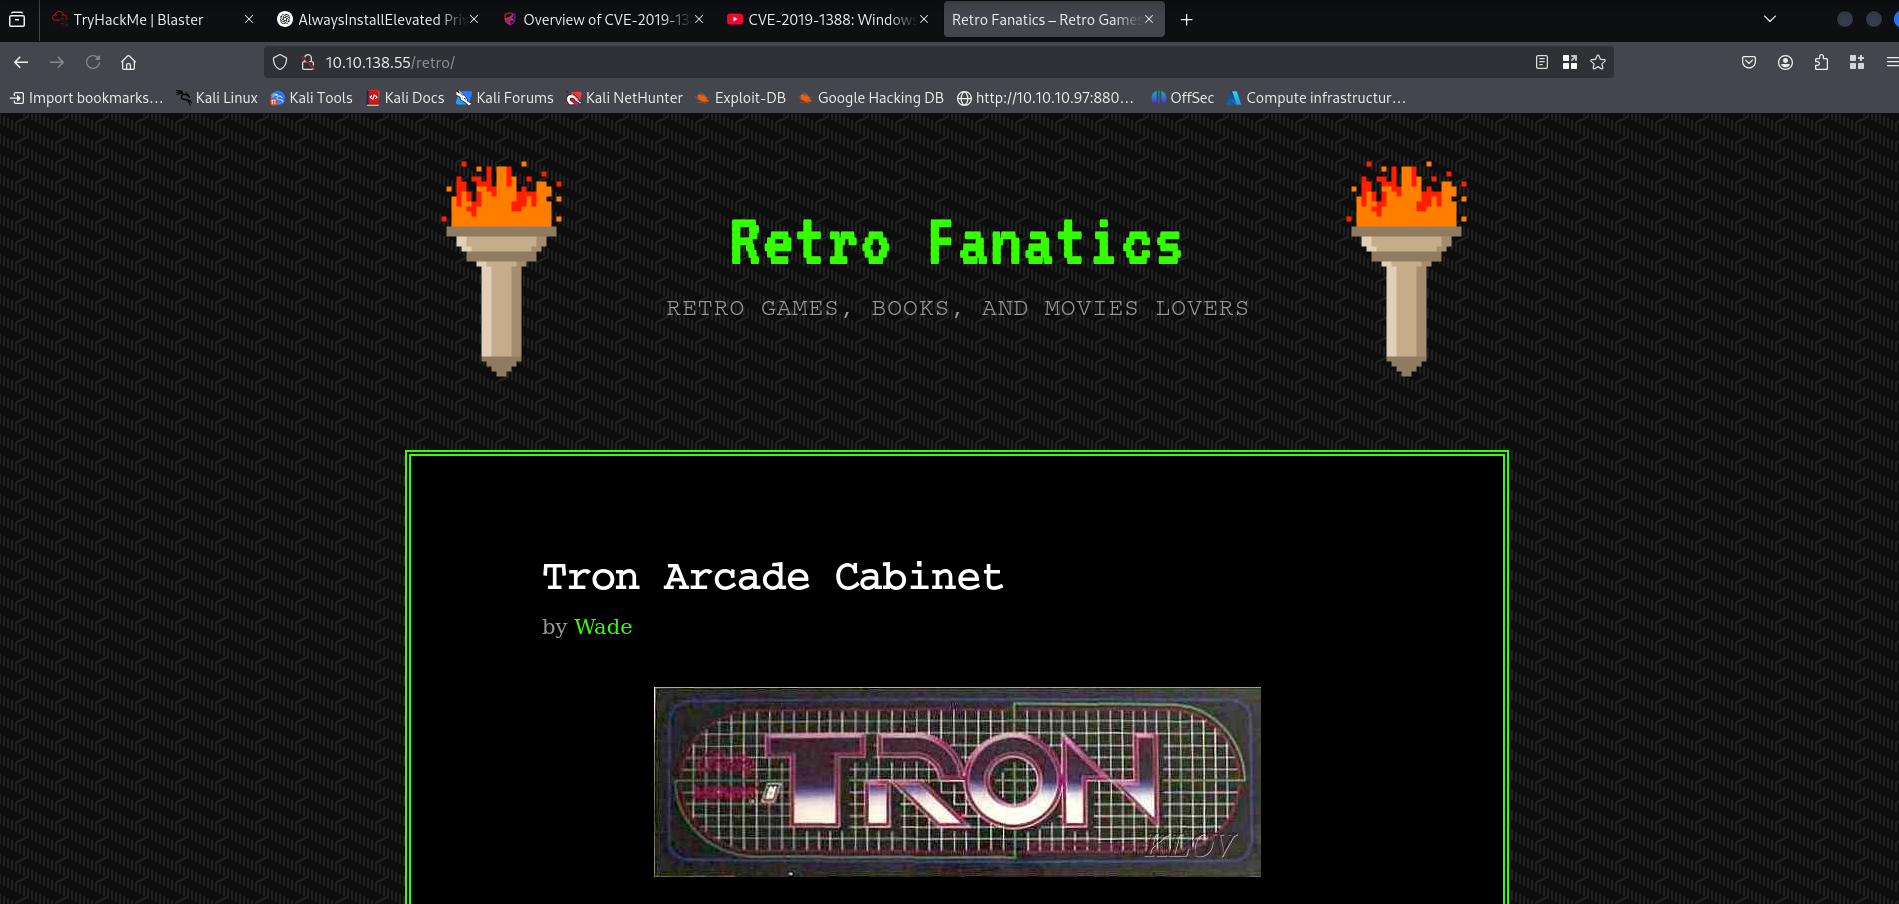 TryHackMe | Blaster
AlwaysInstallElevated Pri
Overview of CVE-2019-13
CVE-2019-1388: Window
Retro Fanatics – Retro Game
10.10.138.55/retro/
Import bookmarks…
Kali Linux
Kali Tools
Kali Docs
Kali Forums
Kali NetHunter
Exploit-DB
Google Hacking DB
http://10.10.10.97:880…
OffSec
Compute infrastructur…
Retro Fanatics
RETRO GAMES, BOOKS, AND MOVIES LOVERS
Tron Arcade Cabinet
by Wade
TRON
KLOV